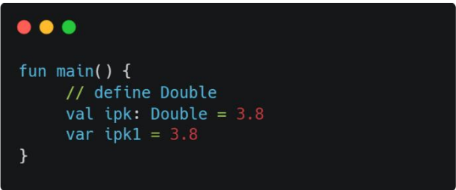 fun main() {
// define Double
val ipk: Double = 3.8
var ipk1 = 3.8
}